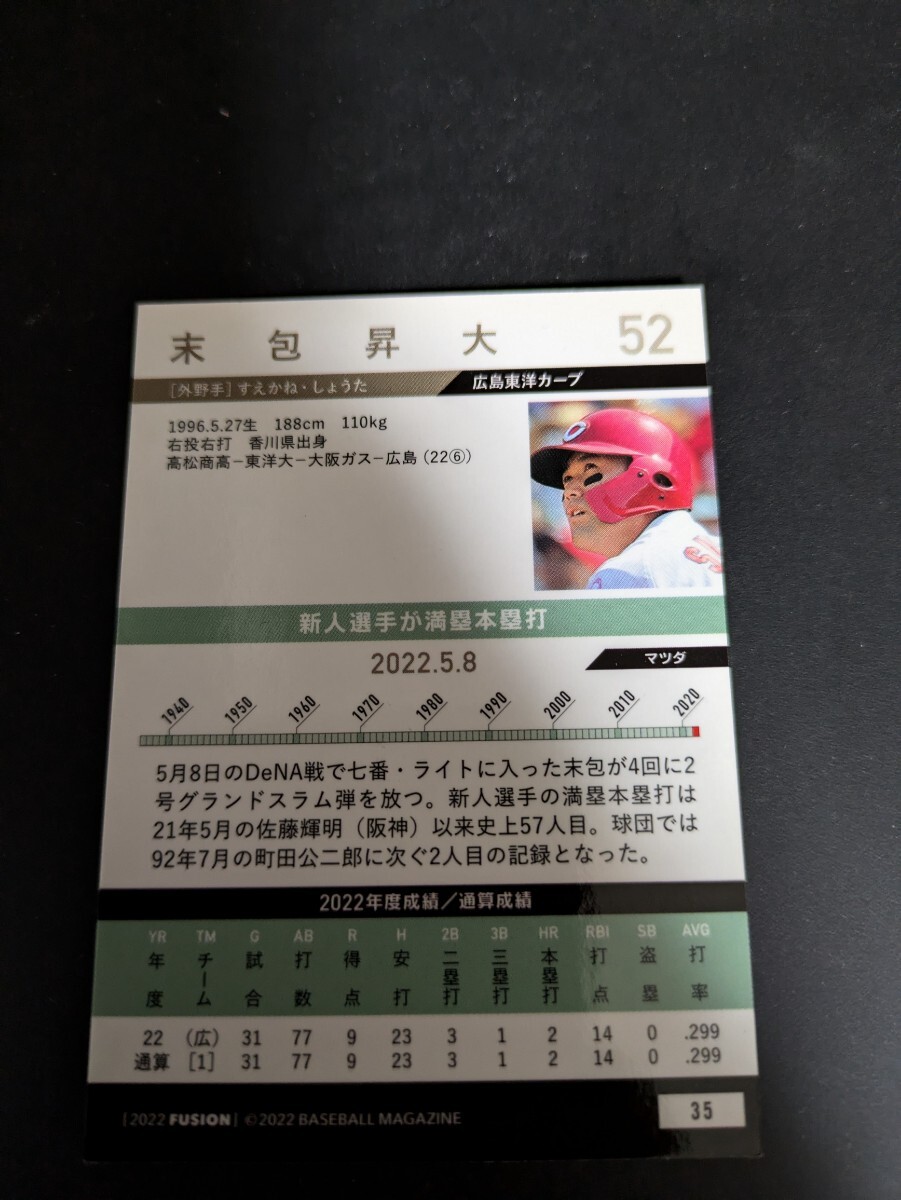 末包昇大 52
[外野手] すえかね・しょうた 広島東洋カープ
1996.5.27生 188cm 110kg
右投右打 香川県出身
高松商高−東洋大−大阪ガス−広島 (22⑥)
C
新人選手が満塁本塁打
2022.5.8 マツダ
1940 1950 1960 1970 1980 1990 2000 2010 2020
5月8日のDeNA戦で七番・ライトに入った末包が4回に2
号グランドスラム弾を放つ。新人選手の満塁本塁打は
21年5月の佐藤輝明（阪神）以来史上57人目。球団では
92年7月の町田公二郎に次ぐ2人目の記録となった。
2022年度成績／通算成績
YR TM G AB R H 2B 3B HR RBI SB AVG
年度 チーム 試合 打数 得点 安打 二塁打 三塁打 本塁打 打点 盗塁 打率
22 (広) 31 77 9 23 3 1 2 14 0 .299
通算 [1] 31 77 9 23 3 1 2 14 0 .299
| 2022 FUSION | ©2022 BASEBALL MAGAZINE 35